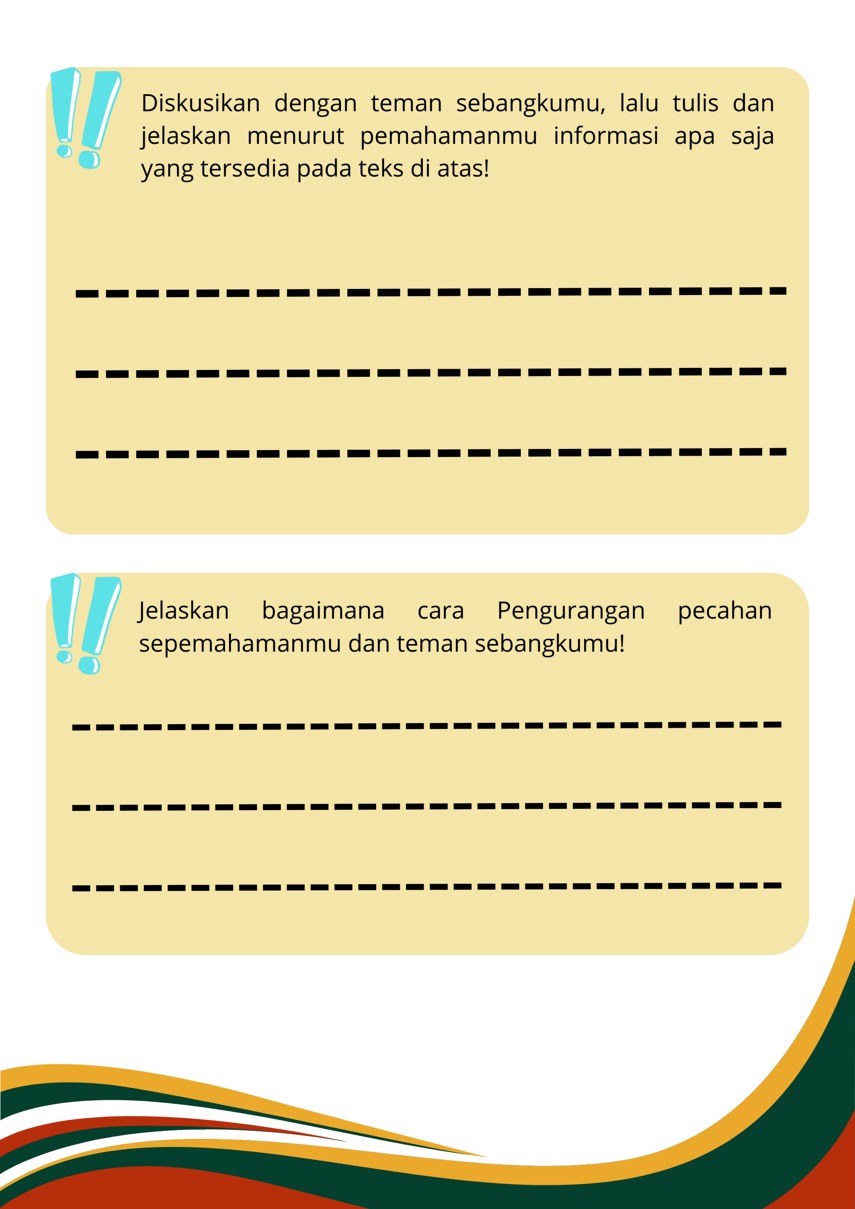 Diskusikan dengan teman sebangkumu, lalu tulis dan
jelaskan menurut pemahamanmu informasi apa saja
yang tersedia pada teks di atas!
Jelaskan bagaimana cara Pengurangan pecahan
sepemahamanmu dan teman sebangkumu!